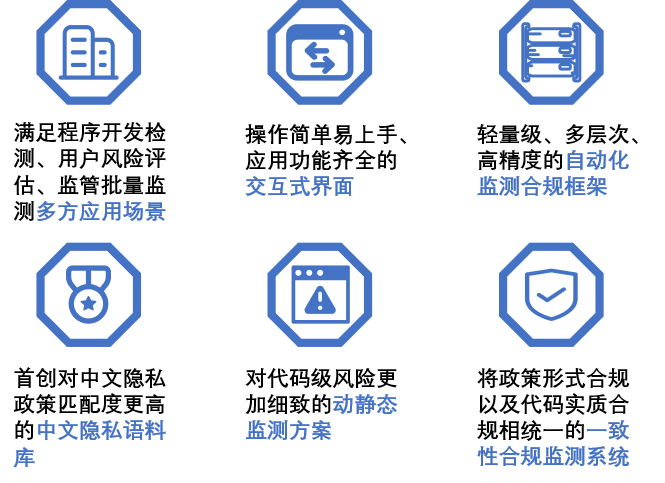 满足程序开发检
测、用户风险评
估、监管批量监
测多方应用场景
操作简单易上手、
应用功能齐全的
交互式界面
轻量级、多层次、
高精度的自动化
监测合规框架
首创对中文隐私
政策匹配度更高
的中文隐私语料
库
对代码级风险更
加细致的动静态
监测方案
将政策形式合规
以及代码实质合
规相统一的一致
性合规监测系统